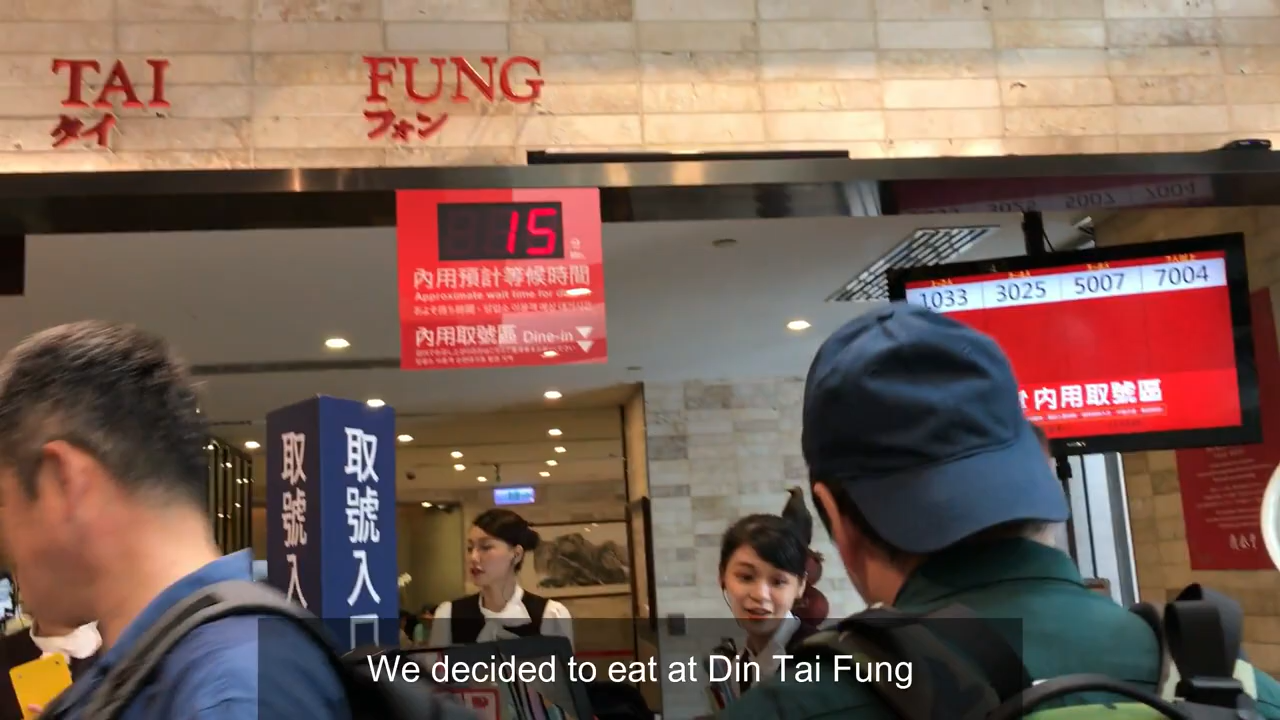 TAI FUNG
タイ フォン
15
內用預計等候時間
Approximate wait time for
內用取號區 Dine-in
1033 3025 5007 7004
內用取號區
取號入
取號入口
We decided to eat at Din Tai Fung